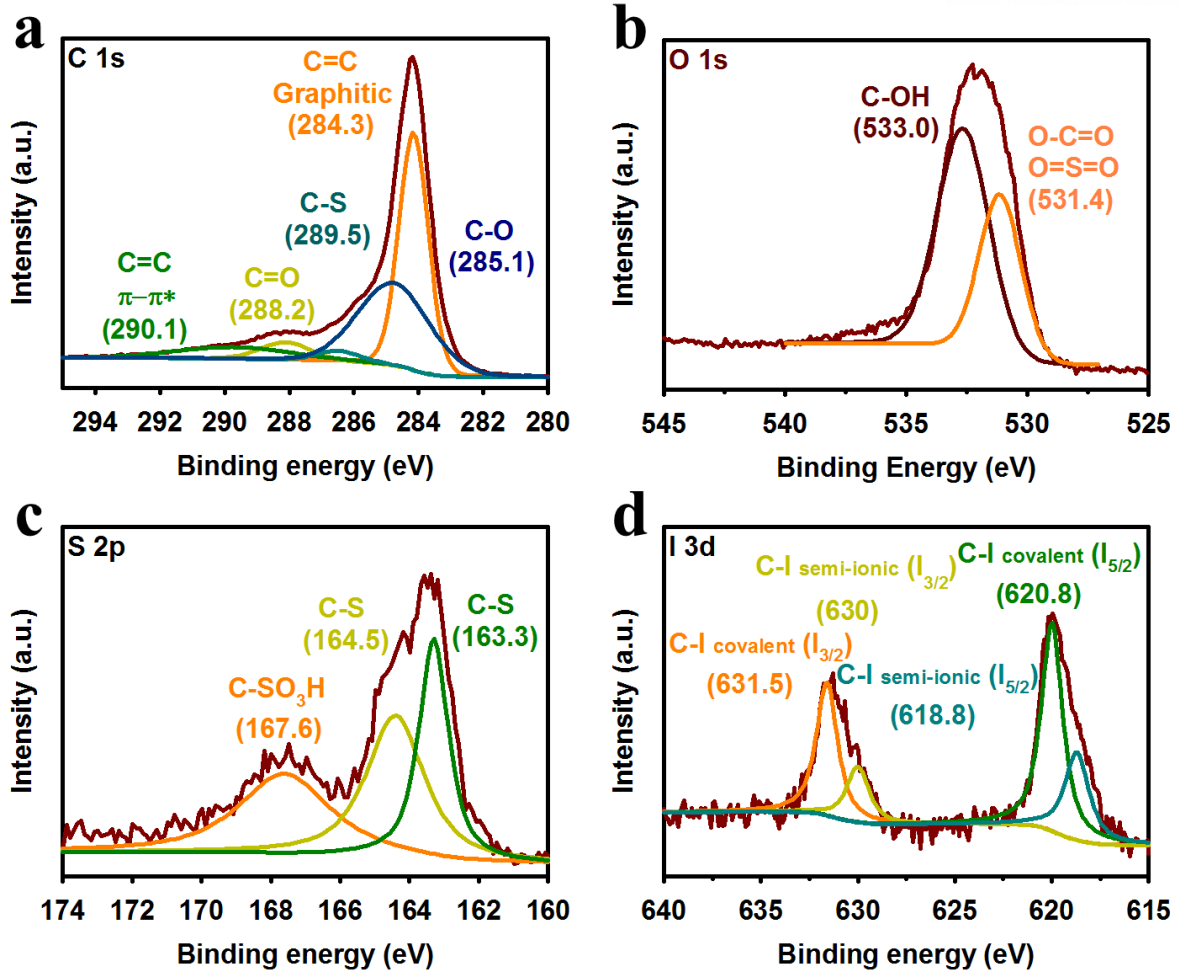 a
C 1s
C=C
Graphitic
(284.3)
C-S
(289.5)
C-O
(285.1)
C=C
π−π*
(290.1)
C=O
(288.2)
Intensity (a.u.)
294 292 290 288 286 284 282 280
Binding energy (eV)
b
O 1s
C-OH
(533.0)
O-C=O
O=S=O
(531.4)
Intensity (a.u.)
545 540 535 530 525
Binding Energy (eV)
c
S 2p
C-S
(164.5)
C-S
(163.3)
C-SO₃H
(167.6)
Intensity (a.u.)
174 172 170 168 166 164 162 160
Binding energy (eV)
d
I 3d
C-I covalent (I₅/₂)
(620.8)
C-I semi-ionic (I₃/₂)
(630)
C-I covalent (I₃/₂)
(631.5)
C-I semi-ionic (I₅/₂)
(618.8)
Intensity (a.u.)
640 635 630 625 620 615
Binding energy (eV)